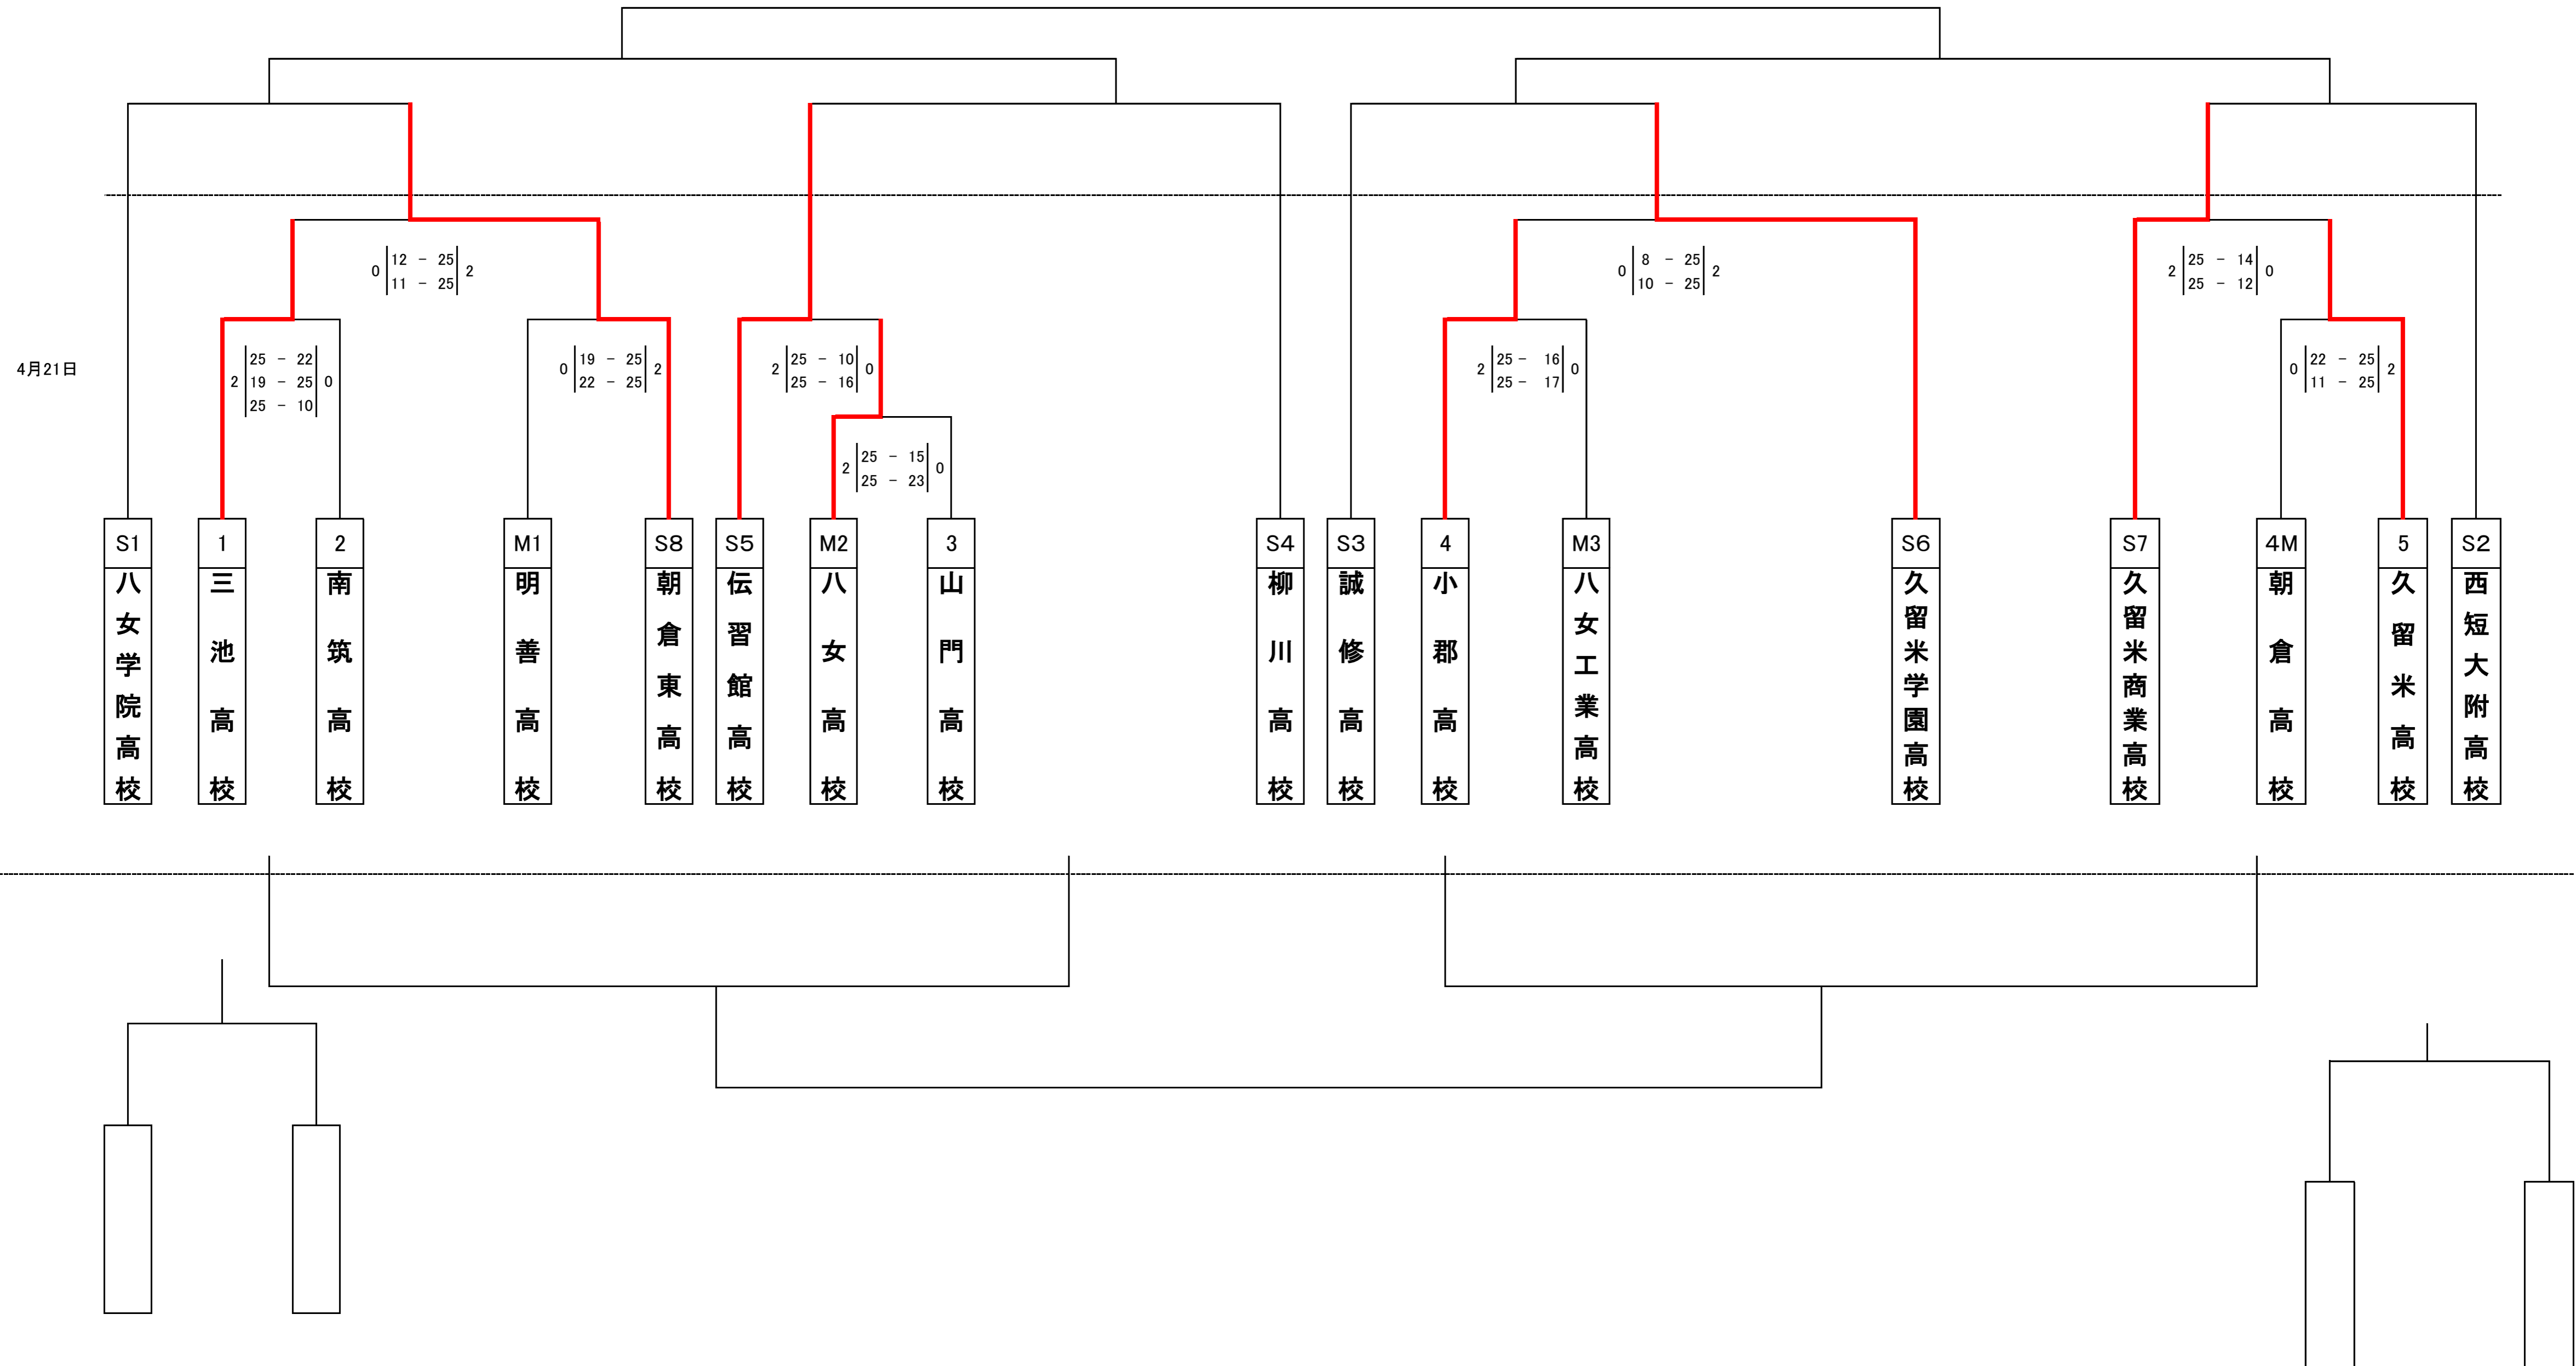 0 12 - 25 2
11 - 25
0 8 - 25 2
10 - 25
2 25 - 14 0
25 - 12
4月21日
25 - 22
2 19 - 25 0
25 - 10
0 19 - 25 2
22 - 25
2 25 - 10 0
25 - 16
2 25 - 16 0
25 - 17
0 22 - 25 2
11 - 25
2 25 - 15 0
25 - 23
S1
1
2
M1
S8
S5
M2
3
S4
S3
4
M3
S6
S7
4M
5
S2
八女学院高校
三池高校
南筑高校
明善高校
朝倉東高校
伝習館高校
八女高校
山門高校
柳川高校
誠修高校
小郡高校
八女工業高校
久留米学園高校
久留米商業高校
朝倉高校
久留米高校
西短大附高校